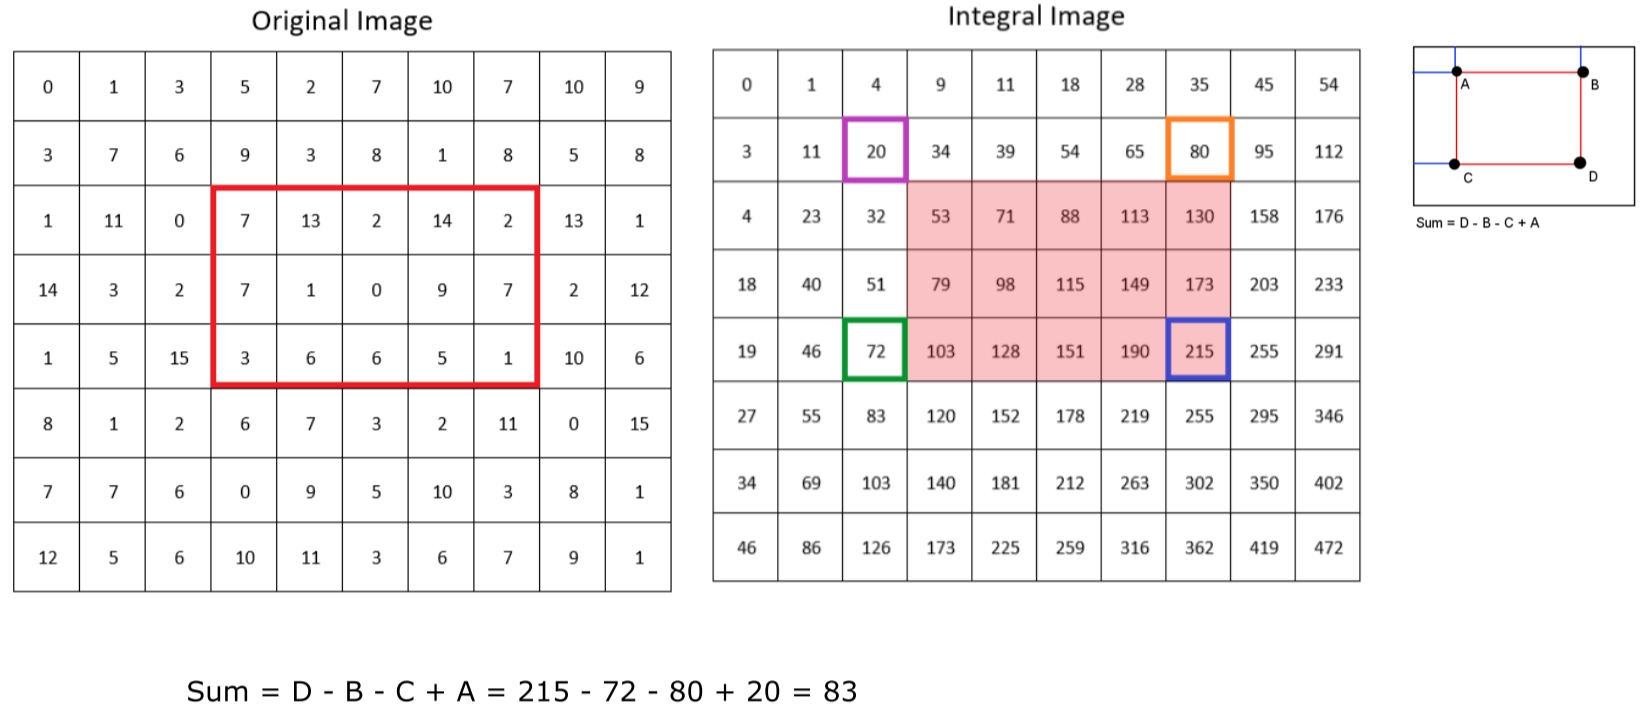 Original Image
0 1 3 5 2 7 10 7 10 9
3 7 6 9 3 8 1 8 5 8
1 11 0 7 13 2 14 2 13 1
14 3 2 7 1 0 9 7 2 12
1 5 15 3 6 6 5 1 10 6
8 1 2 6 7 3 2 11 0 15
7 7 6 0 9 5 10 3 8 1
12 5 6 10 11 3 6 7 9 1
Integral Image
0 1 4 9 11 18 28 35 45 54
3 11 20 34 39 54 65 80 95 112
4 23 32 53 71 88 113 130 158 176
18 40 51 79 98 115 149 173 203 233
19 46 72 103 128 151 190 215 255 291
27 55 83 120 152 178 219 255 295 346
34 69 103 140 181 212 263 302 350 402
46 86 126 173 225 259 316 362 419 472
A B
C D
Sum = D - B - C + A
Sum = D - B - C + A = 215 - 72 - 80 + 20 = 83